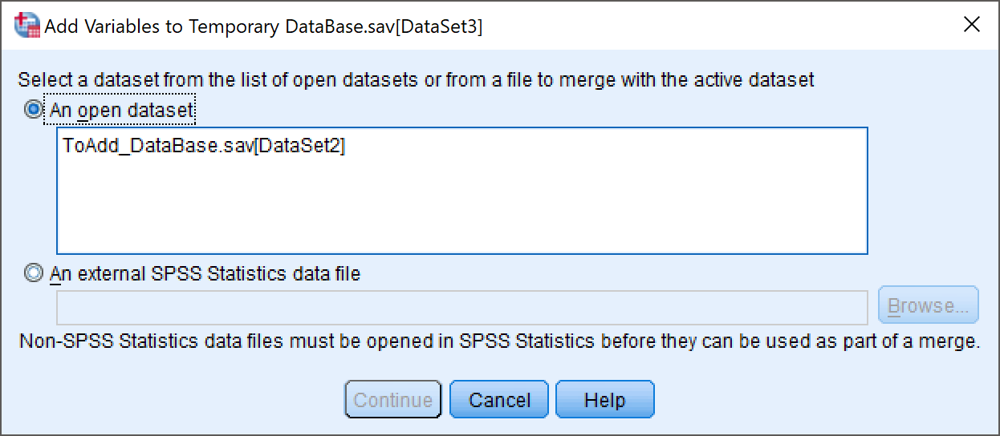 Add Variables to Temporary DataBase.sav[DataSet3]
Select a dataset from the list of open datasets or from a file to merge with the active dataset
An open dataset
ToAdd_DataBase.sav[DataSet2]
An external SPSS Statistics data file
Browse...
Non-SPSS Statistics data files must be opened in SPSS Statistics before they can be used as part of a merge.
Continue Cancel Help